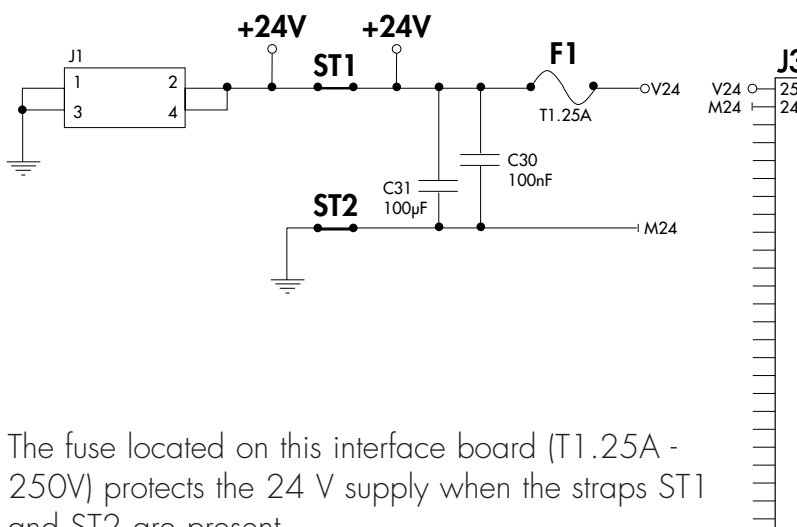 +24V +24V
J1 ST1 F1 J3
1 2
3 4
T1.25A
V24
V24 25
M24 24
C30
100nF
C31
100µF
ST2
M24
The fuse located on this interface board (T1.25A -
250V) protects the 24 V supply when the straps ST1
and ST2 are present